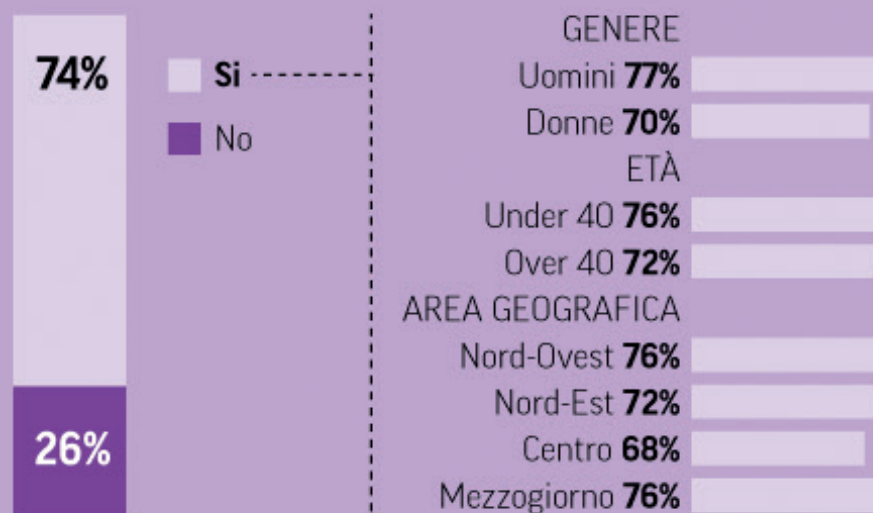 74%
26%
Si
No
GENERE
Uomini 77%
Donne 70%
ETÀ
Under 40 76%
Over 40 72%
AREA GEOGRAFICA
Nord-Ovest 76%
Nord-Est 72%
Centro 68%
Mezzogiorno 76%